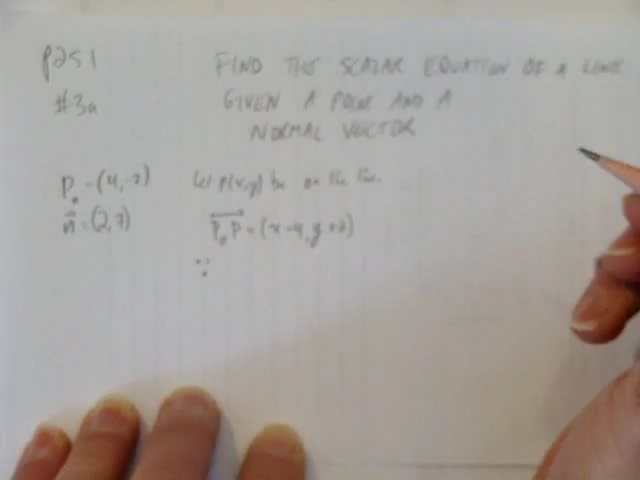 p251
FIND THE SCALAR EQUATION OF A LINE
#3a
GIVEN A POINT AND A
NORMAL VECTOR
P₀ = (4,-2)
Let P(x,y) be on the line.
n⃗ = (2,7)
P₀P = (x-4, y+2)
∵